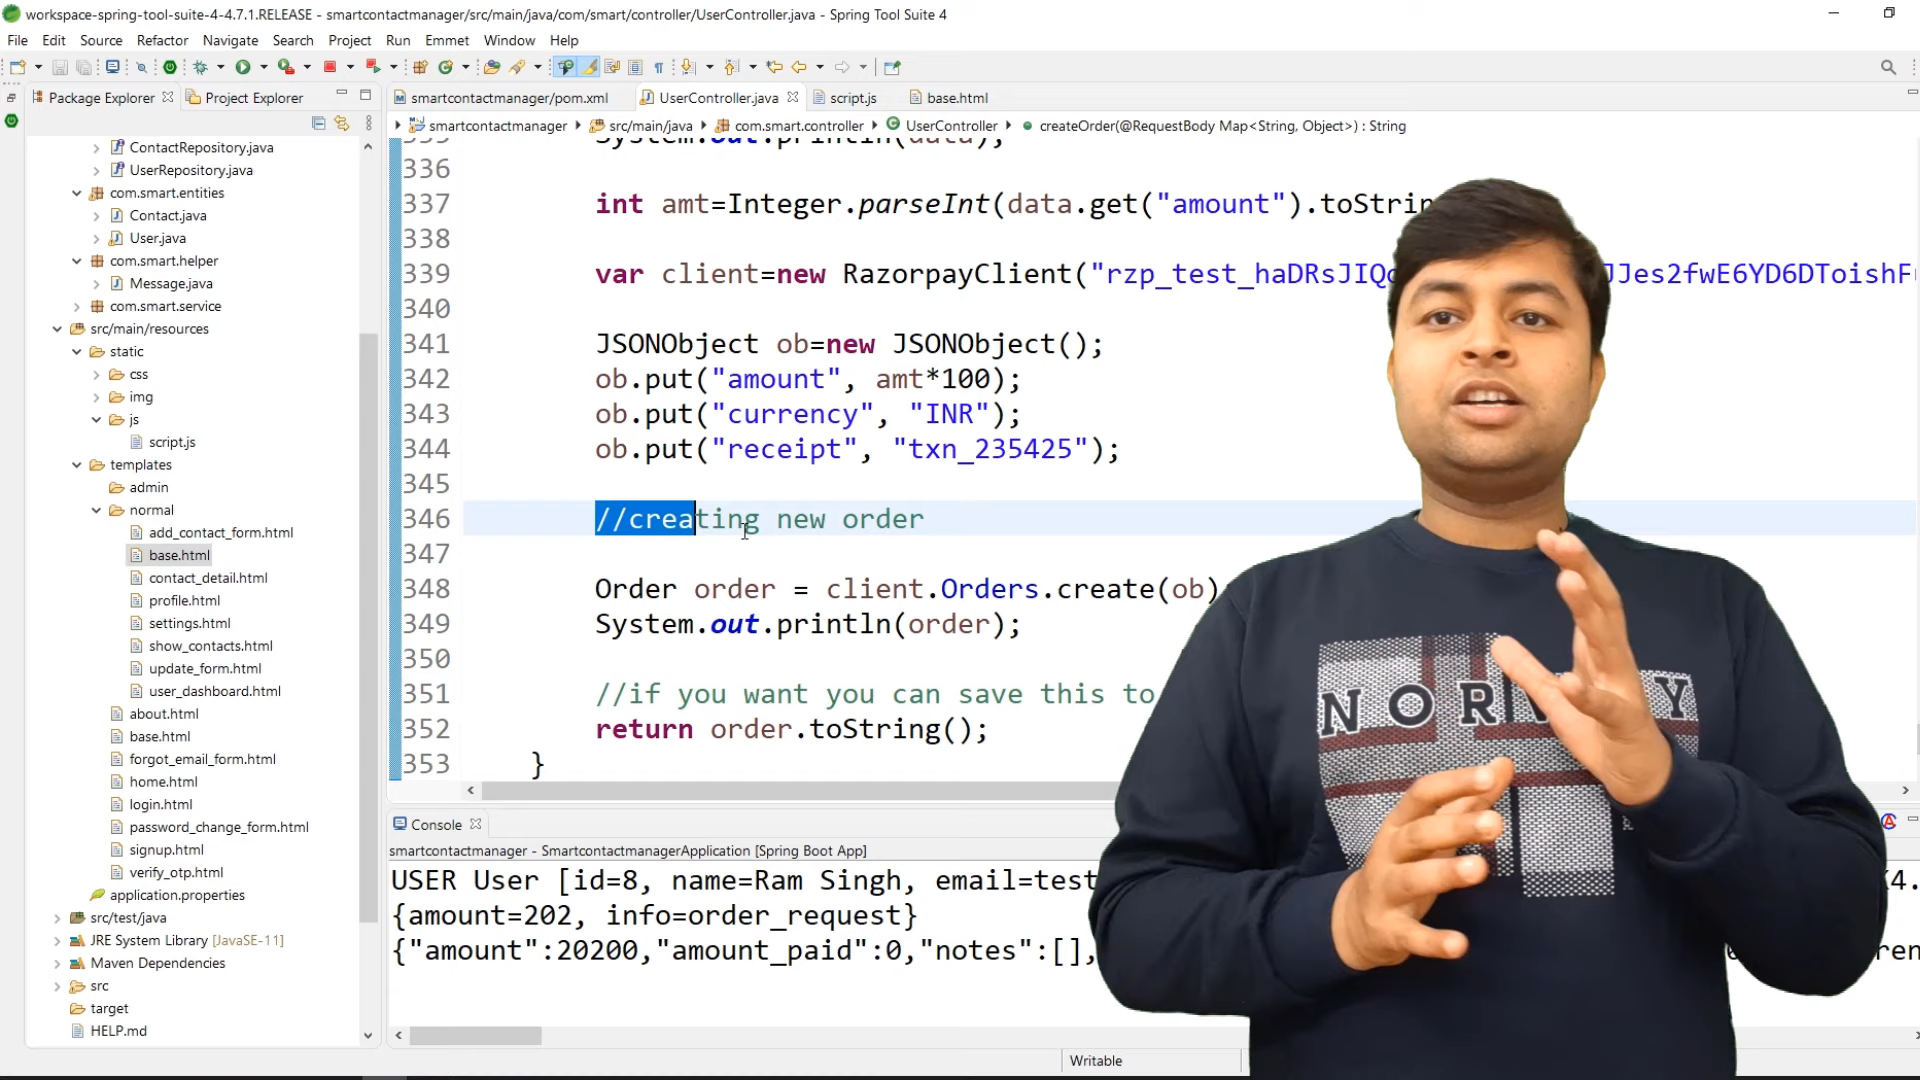 workspace-spring-tool-suite-4-4.7.1.RELEASE - smartcontactmanager/src/main/java/com/smart/controller/UserController.java - Spring Tool Suite 4
File Edit Source Refactor Navigate Search Project Run Emmet Window Help
Package Explorer Project Explorer
smartcontactmanager/pom.xml UserController.java script.js base.html
smartcontactmanager src/main/java com.smart.controller UserController createOrder(@RequestBody Map<String, Object>) : String
ContactRepository.java
UserRepository.java
com.smart.entities
Contact.java
User.java
com.smart.helper
Message.java
com.smart.service
src/main/resources
static
css
img
js
script.js
templates
admin
normal
add_contact_form.html
base.html
contact_detail.html
profile.html
settings.html
show_contacts.html
update_form.html
user_dashboard.html
about.html
base.html
forgot_email_form.html
home.html
login.html
password_change_form.html
signup.html
verify_otp.html
application.properties
src/test/java
JRE System Library [JavaSE-11]
Maven Dependencies
src
target
HELP.md
335 System.out.println(data);
336
337 int amt=Integer.parseInt(data.get("amount").toStrin
338
339 var client=new RazorpayClient("rzp_test_haDRsJIQ JJes2fwE6YD6DToishF
340
341 JSONObject ob=new JSONObject();
342 ob.put("amount", amt*100);
343 ob.put("currency", "INR");
344 ob.put("receipt", "txn_235425");
345
346 //creating new order
347
348 Order order = client.Orders.create(ob)
349 System.out.println(order);
350
351 //if you want you can save this to
352 return order.toString();
353 }
Console
smartcontactmanager - SmartcontactmanagerApplication [Spring Boot App]
USER User [id=8, name=Ram Singh, email=test 4.
{amount=202, info=order_request}
{"amount":20200,"amount_paid":0,"notes":[], ren
Writable
NORWAY